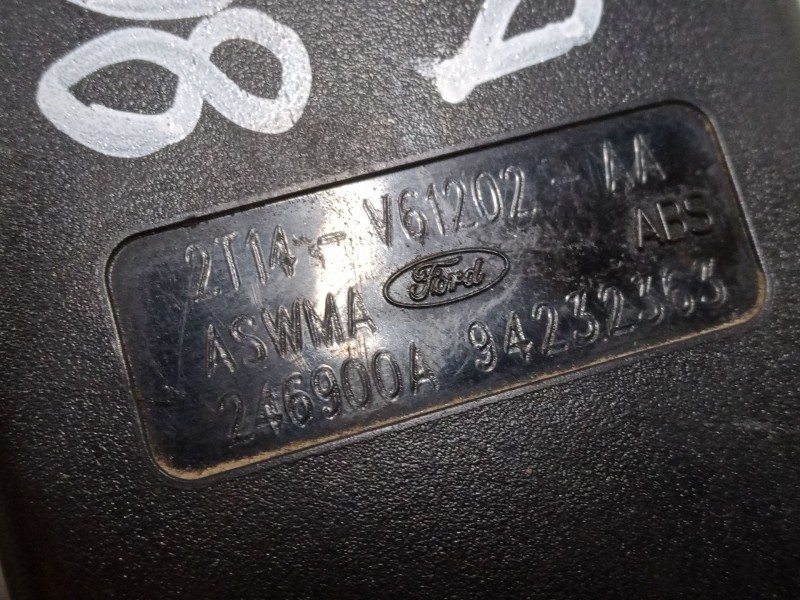 8
2T14 - V61202 - AA
ASWMA Ford ABS
246900A 94232363